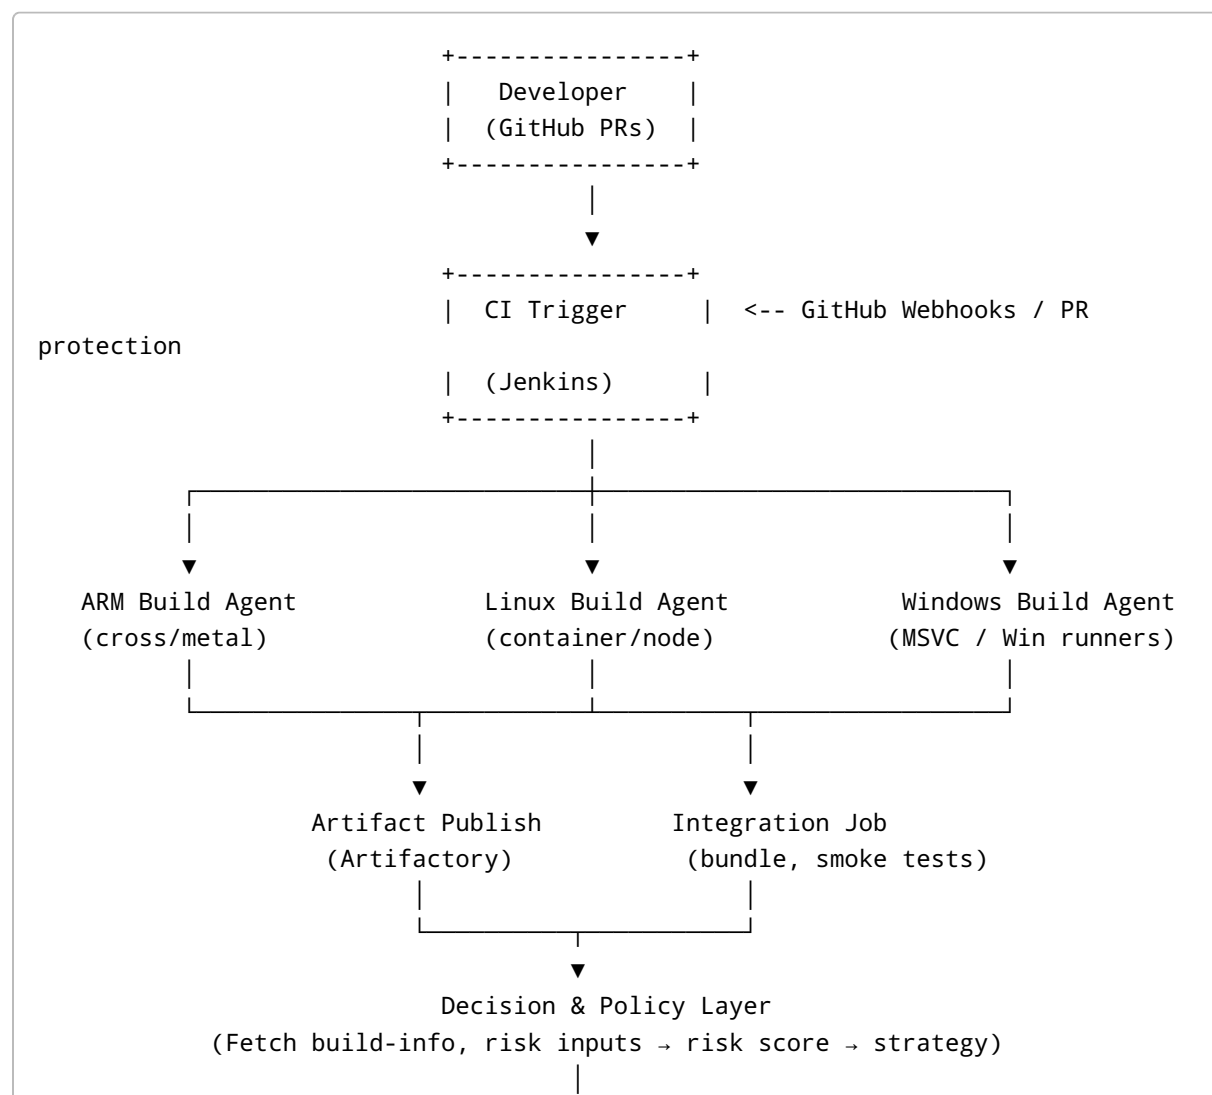 +----------------+
|   Developer    |
|  (GitHub PRs)  |
+----------------+
│
▼
+----------------+
|  CI Trigger     |  <-- GitHub Webhooks / PR
protection
|  (Jenkins)      |
+----------------+
│
┌───────────────────────────┼────────────────────────────┐
│                           │                            │
▼                           ▼                            ▼
ARM Build Agent             Linux Build Agent            Windows Build Agent
(cross/metal)               (container/node)            (MSVC / Win runners)
│                           │                            │
└───────────────┬───────────┴──────────┬─────────────────┘
│                      │
▼                      ▼
Artifact Publish         Integration Job
(Artifactory)            (bundle, smoke tests)
│                      │
└──────────┬───────────┘
▼
Decision & Policy Layer
(Fetch build-info, risk inputs → risk score → strategy)
│